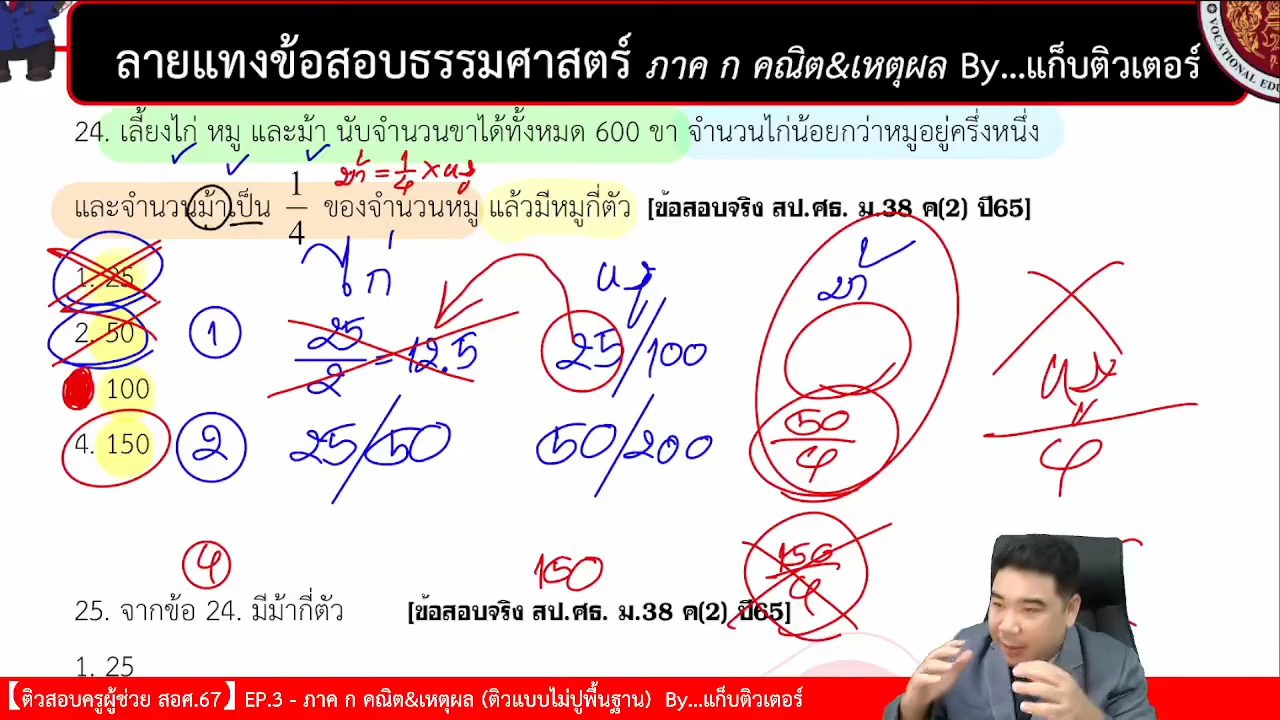 ลายแทงข้อสอบธรรมศาสตร์ ภาค ก คณิต&เหตุผล By...แก็บติวเตอร์
VOCATIONAL EDU
24. เลี้ยงไก่ หมู และม้า นับจำนวนขาได้ทั้งหมด 600 ขา จำนวนไก่น้อยกว่าหมูอยู่ครึ่งหนึ่ง
ม้า = 1/4 × หมู
และจำนวนม้าเป็น 1/4 ของจำนวนหมู แล้วมีหมูกี่ตัว [ข้อสอบจริง สป.ศธ. ม.38 ค(2) ปี65]
ไก่ หมู ม้า
1. 25
2. 50 1 25/2 = 12.5 25/100 หมู/4
100
4. 150 2 25/50 50/200 50/4
4 150 150/4
25. จากข้อ 24. มีม้ากี่ตัว [ข้อสอบจริง สป.ศธ. ม.38 ค(2) ปี65]
1. 25
【ติวสอบครูผู้ช่วย สอศ.67】 EP.3 - ภาค ก คณิต&เหตุผล (ติวแบบไม่ปูพื้นฐาน) By...แก็บติวเตอร์